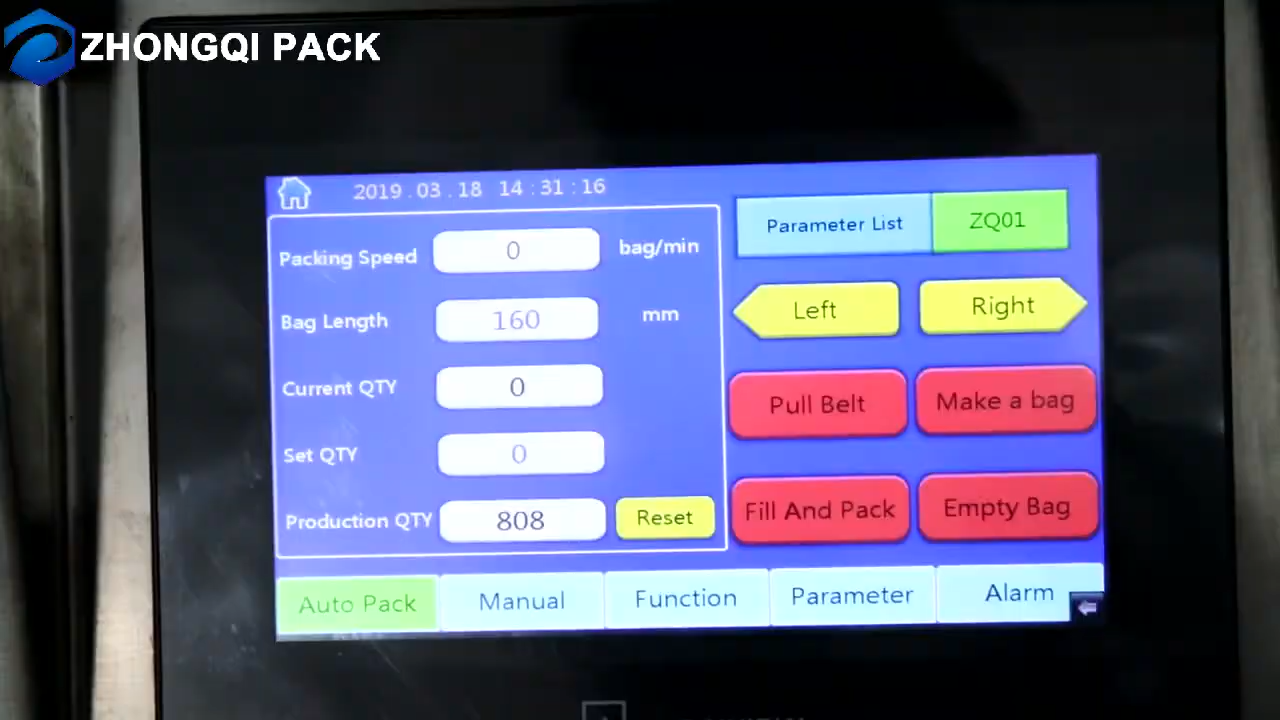 ZHONGQI PACK
2019.03.18 14:31:16
Packing Speed 0 bag/min
Bag Length 160 mm
Current QTY 0
Set QTY 0
Production QTY 808 Reset
Parameter List ZQ01
Left Right
Pull Belt Make a bag
Fill And Pack Empty Bag
Auto Pack Manual Function Parameter Alarm